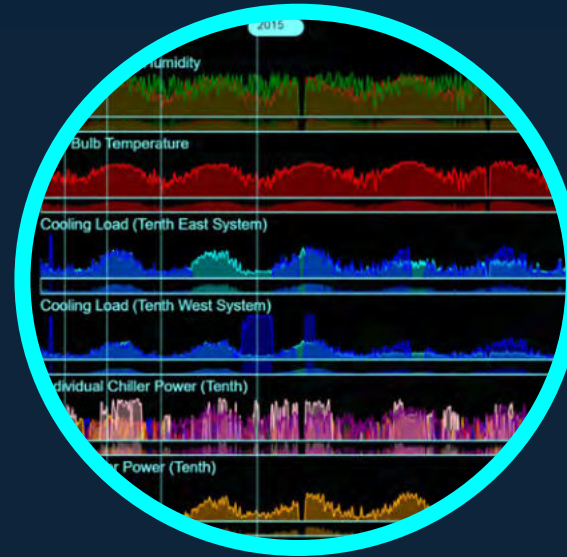 2015
Humidity
Bulb Temperature
Cooling Load (Tenth East System)
Cooling Load (Tenth West System)
Individual Chiller Power (Tenth)
Power (Tenth)